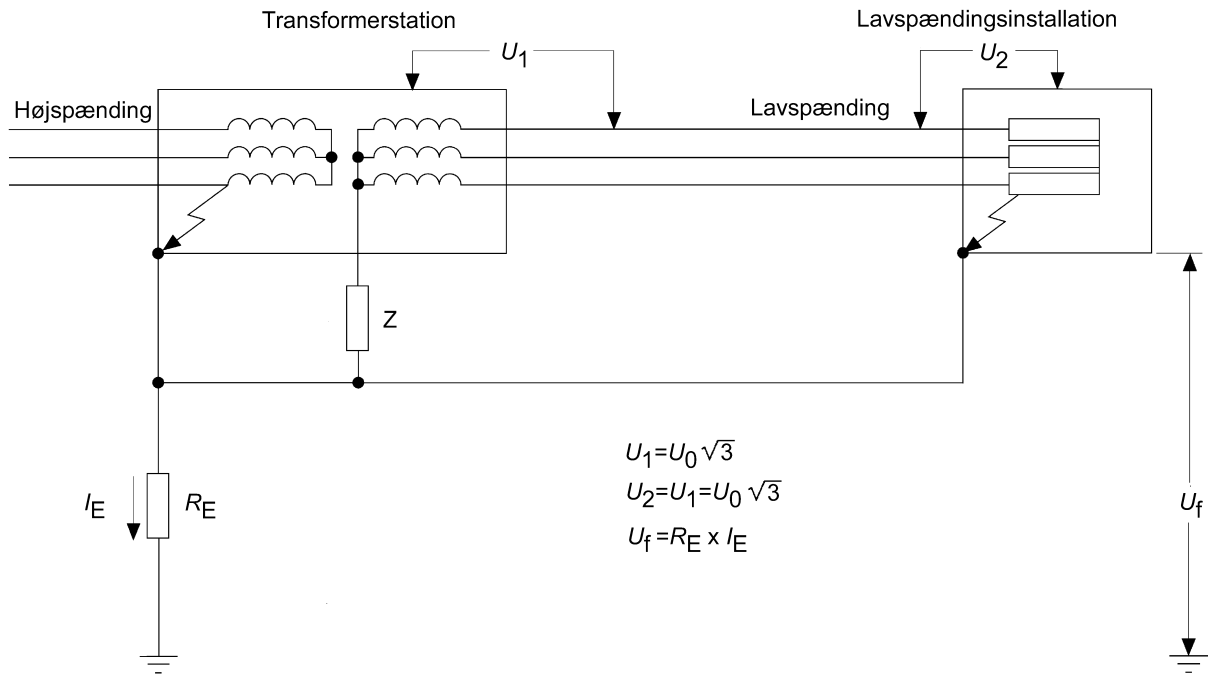 Transformerstation
Lavspændingsinstallation
U1
U2
Højspænding
Lavspænding
Z
U1=U0 √3
U2=U1=U0 √3
Uf =RE x IE
IE
RE
Uf